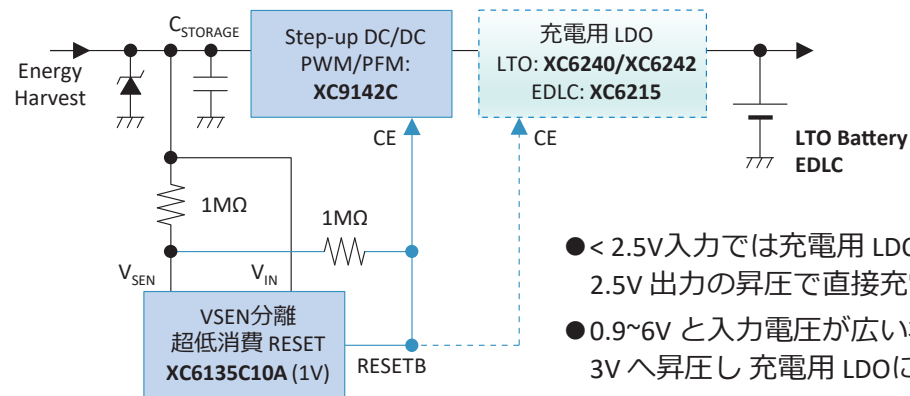 C_STORAGE
Energy
Harvest
Step-up DC/DC
PWM/PFM:
XC9142C
充電用 LDO
LTO: XC6240/XC6242
EDLC: XC6215
CE
CE
LTO Battery
EDLC
1MΩ
1MΩ
V_SEN
V_IN
VSEN分離
超低消費 RESET
XC6135C10A (1V)
RESETB
●< 2.5V入力では充電用 LDO
2.5V 出力の昇圧で直接充
●0.9~6V と入力電圧が広い
3V へ昇圧し 充電用 LDOに